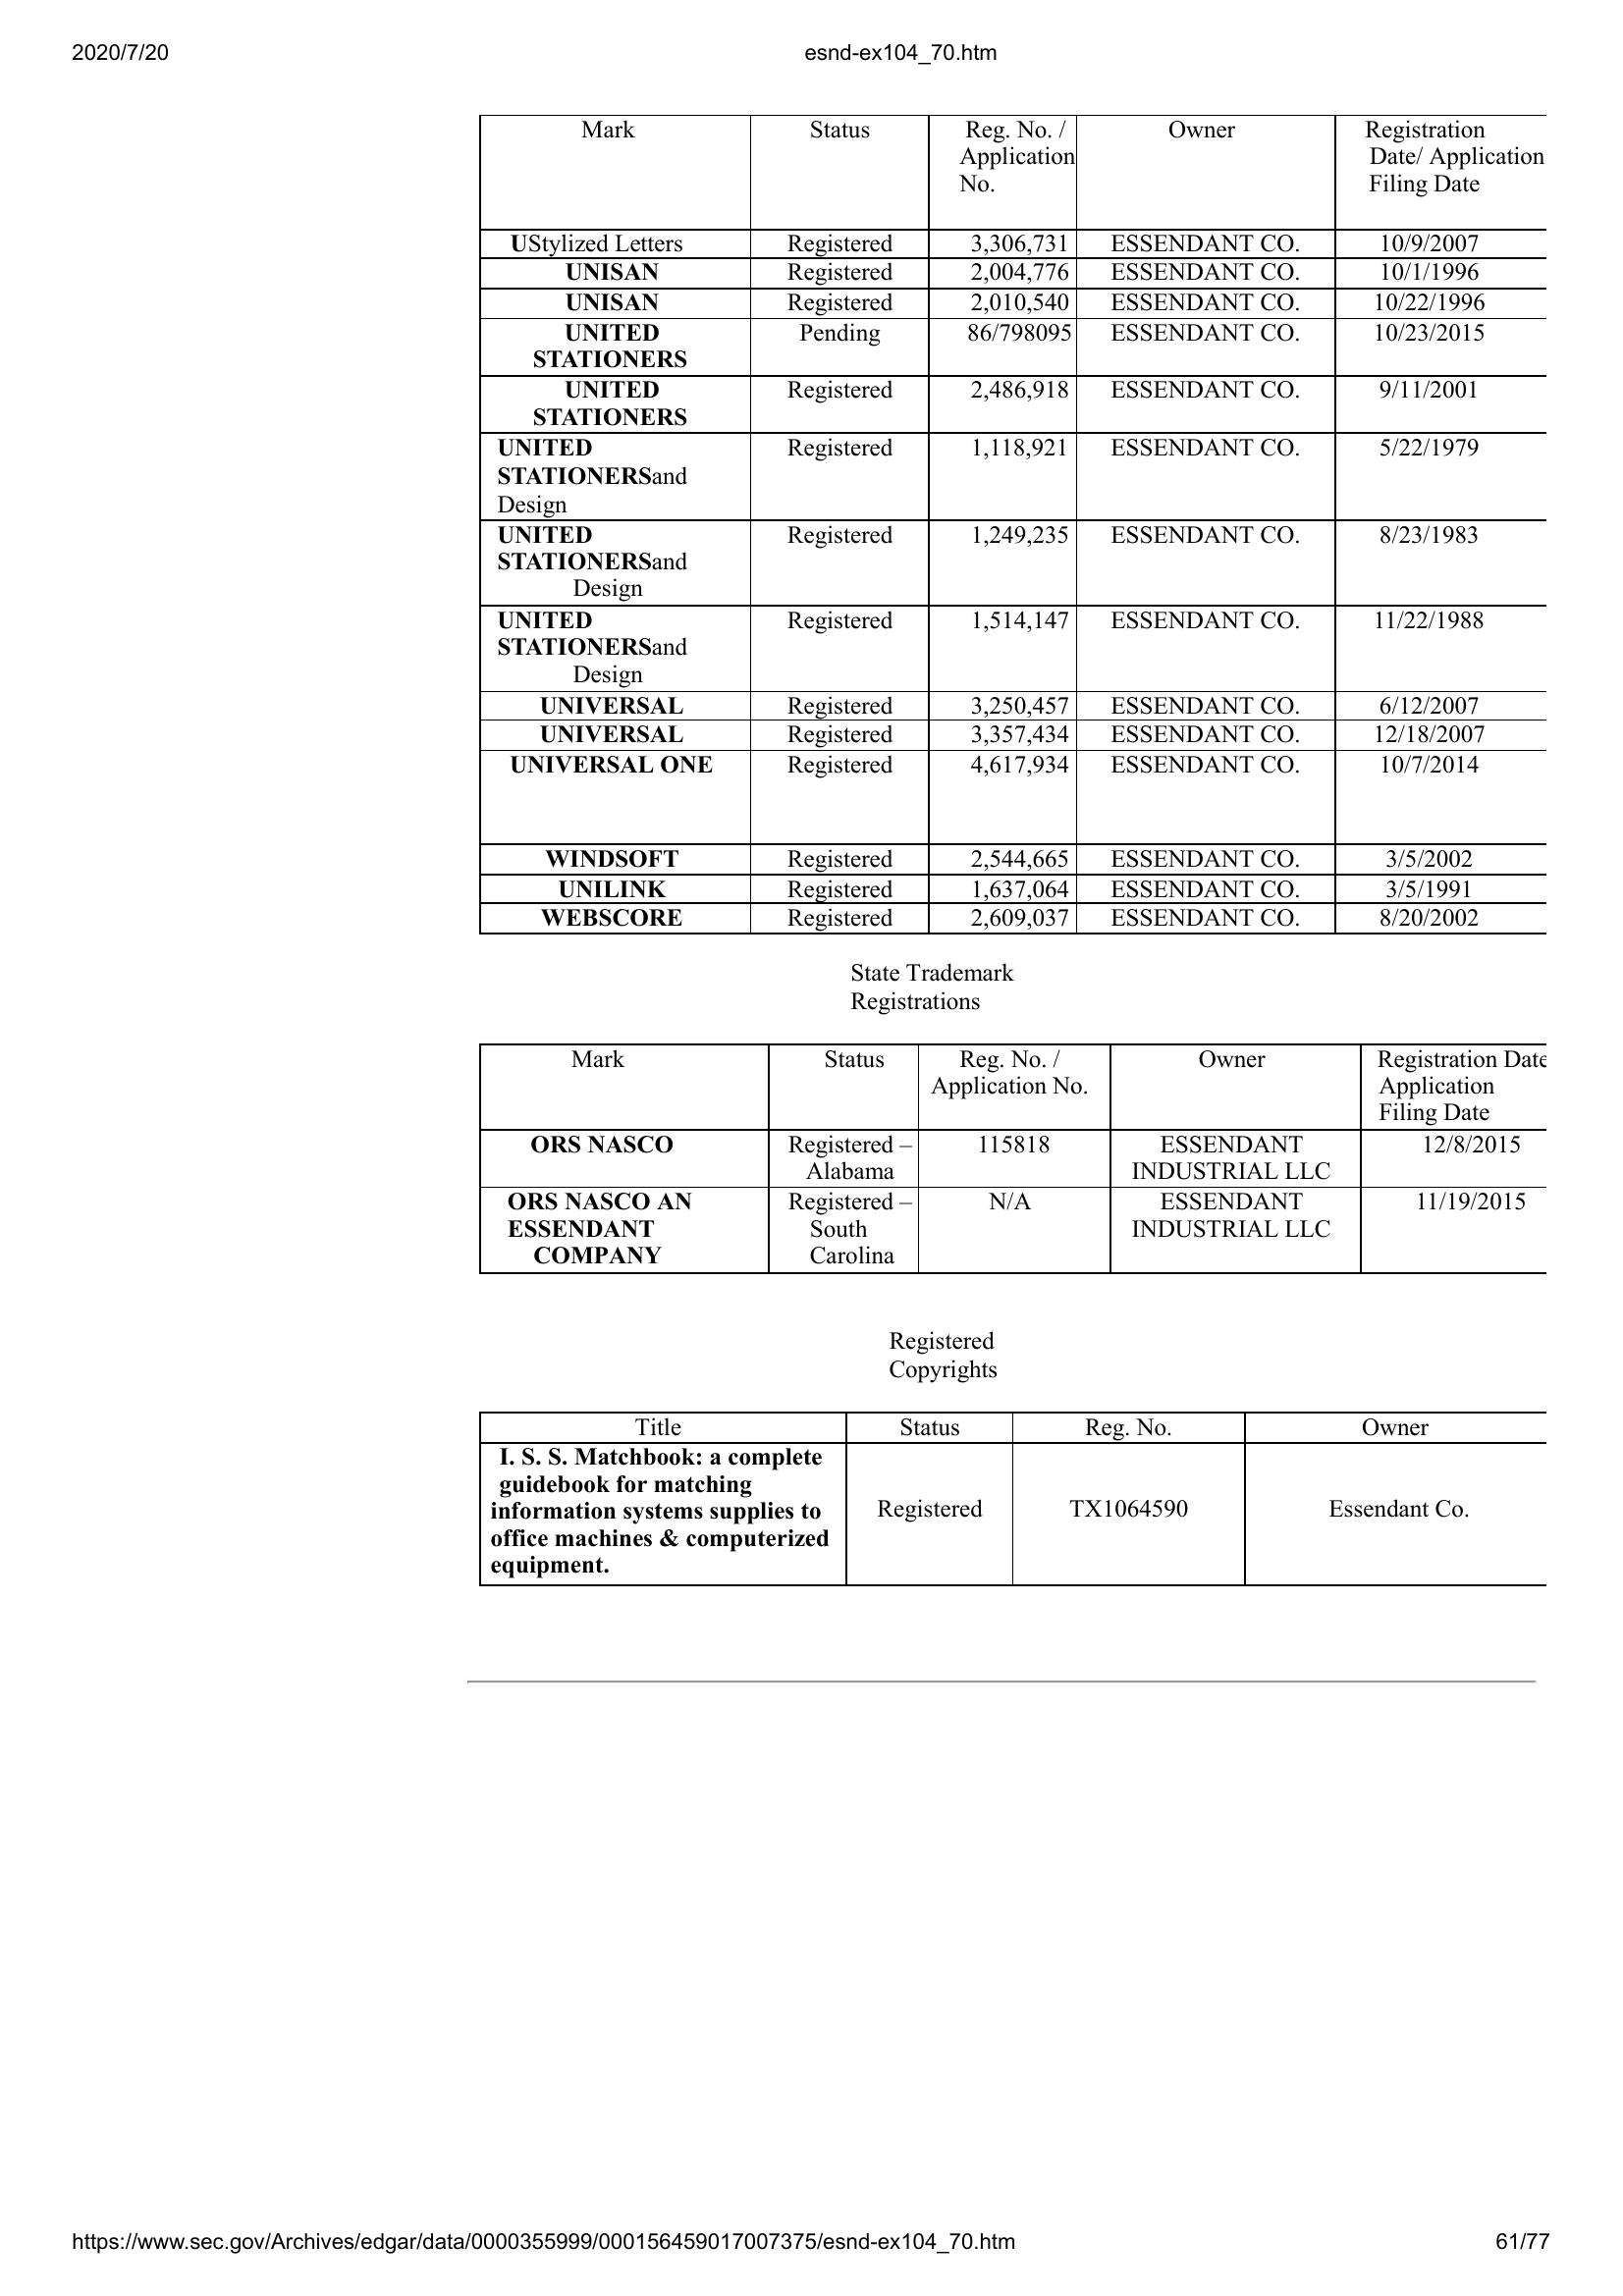 2020/7/20 esnd-ex104_70.htm
Mark Status Reg. No. / Owner Registration
Application Date/ Application
No. Filing Date
UStylized Letters Registered 3,306,731 ESSENDANT CO. 10/9/2007
UNISAN Registered 2,004,776 ESSENDANT CO. 10/1/1996
UNISAN Registered 2,010,540 ESSENDANT CO. 10/22/1996
UNITED Pending 86/798095 ESSENDANT CO. 10/23/2015
STATIONERS
UNITED Registered 2,486,918 ESSENDANT CO. 9/11/2001
STATIONERS
UNITED Registered 1,118,921 ESSENDANT CO. 5/22/1979
STATIONERSand
Design
UNITED Registered 1,249,235 ESSENDANT CO. 8/23/1983
STATIONERSand
Design
UNITED Registered 1,514,147 ESSENDANT CO. 11/22/1988
STATIONERSand
Design
UNIVERSAL Registered 3,250,457 ESSENDANT CO. 6/12/2007
UNIVERSAL Registered 3,357,434 ESSENDANT CO. 12/18/2007
UNIVERSAL ONE Registered 4,617,934 ESSENDANT CO. 10/7/2014
WINDSOFT Registered 2,544,665 ESSENDANT CO. 3/5/2002
UNILINK Registered 1,637,064 ESSENDANT CO. 3/5/1991
WEBSCORE Registered 2,609,037 ESSENDANT CO. 8/20/2002
State Trademark
Registrations
Mark Status Reg. No. / Owner Registration Date
Application No. Application
Filing Date
ORS NASCO Registered – 115818 ESSENDANT 12/8/2015
Alabama INDUSTRIAL LLC
ORS NASCO AN Registered – N/A ESSENDANT 11/19/2015
ESSENDANT South INDUSTRIAL LLC
COMPANY Carolina
Registered
Copyrights
Title Status Reg. No. Owner
I. S. S. Matchbook: a complete
guidebook for matching
information systems supplies to Registered TX1064590 Essendant Co.
office machines & computerized
equipment.
https://www.sec.gov/Archives/edgar/data/0000355999/000156459017007375/esnd-ex104_70.htm 61/77